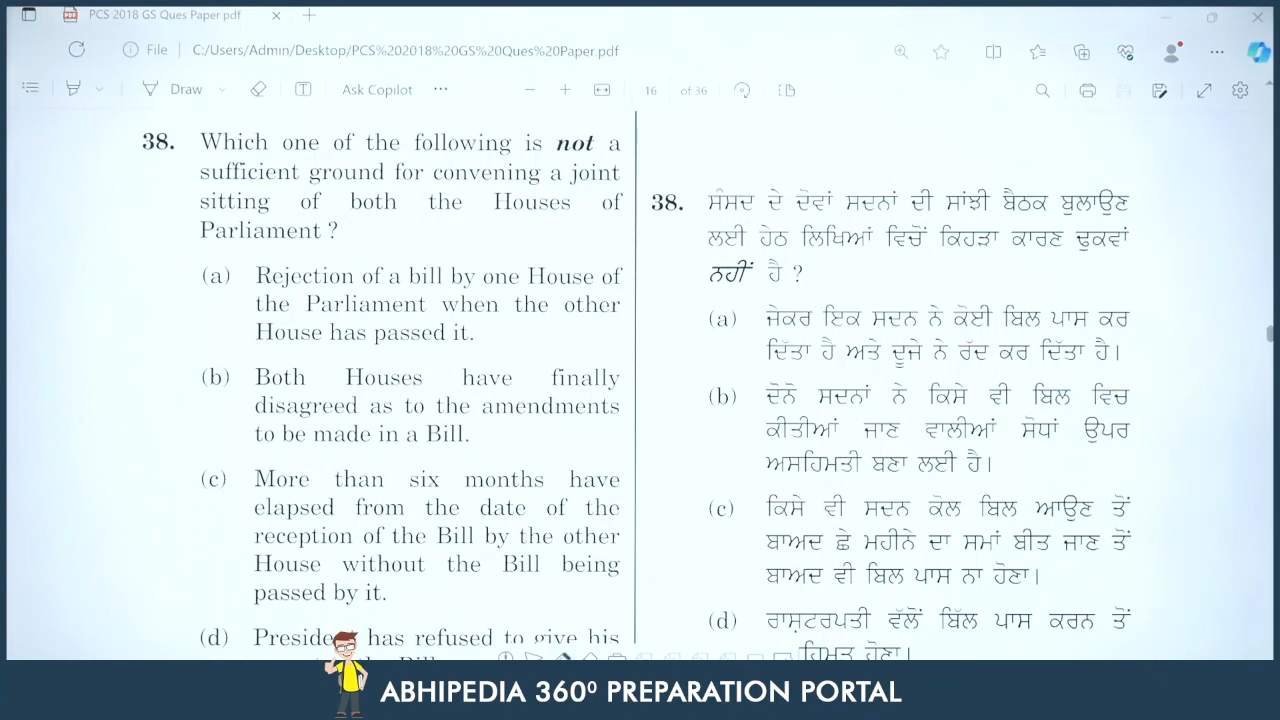 PCS 2018 GS Ques Paper.pdf
File
C:/Users/Admin/Desktop/PCS%202018%20GS%20Ques%20Paper.pdf
Draw
Ask Copilot
16 of 36
38. Which one of the following is not a
sufficient ground for convening a joint
sitting of both the Houses of
Parliament ?
(a) Rejection of a bill by one House of
the Parliament when the other
House has passed it.
(b) Both Houses have finally
disagreed as to the amendments
to be made in a Bill.
(c) More than six months have
elapsed from the date of the
reception of the Bill by the other
House without the Bill being
passed by it.
(d) President has refused to give his
38. ਸੰਸਦ ਦੇ ਦੋਵਾਂ ਸਦਨਾਂ ਦੀ ਸਾਂਝੀ ਬੈਠਕ ਬੁਲਾਉਣ
ਲਈ ਹੇਠ ਲਿਖਿਆਂ ਵਿਚੋਂ ਕਿਹੜਾ ਕਾਰਣ ਢੁਕਵਾਂ
ਨਹੀਂ ਹੈ ?
(a) ਜੇਕਰ ਇਕ ਸਦਨ ਨੇ ਕੋਈ ਬਿਲ ਪਾਸ ਕਰ
ਦਿੱਤਾ ਹੈ ਅਤੇ ਦੂਜੇ ਨੇ ਰੱਦ ਕਰ ਦਿੱਤਾ ਹੈ।
(b) ਦੋਨੋ ਸਦਨਾਂ ਨੇ ਕਿਸੇ ਵੀ ਬਿਲ ਵਿਚ
ਕੀਤੀਆਂ ਜਾਣ ਵਾਲੀਆਂ ਸੋਧਾਂ ਉਪਰ
ਅਸਹਿਮਤੀ ਬਣਾ ਲਈ ਹੈ।
(c) ਕਿਸੇ ਵੀ ਸਦਨ ਕੋਲ ਬਿਲ ਆਉਣ ਤੋਂ
ਬਾਅਦ ਛੇ ਮਹੀਨੇ ਦਾ ਸਮਾਂ ਬੀਤ ਜਾਣ ਤੋਂ
ਬਾਅਦ ਵੀ ਬਿਲ ਪਾਸ ਨਾ ਹੋਣਾ।
(d) ਰਾਸ਼ਟਰਪਤੀ ਵੱਲੋਂ ਬਿੱਲ ਪਾਸ ਕਰਨ ਤੋਂ
ਹੋਣਾ।
ABHIPEDIA 360⁰ PREPARATION PORTAL